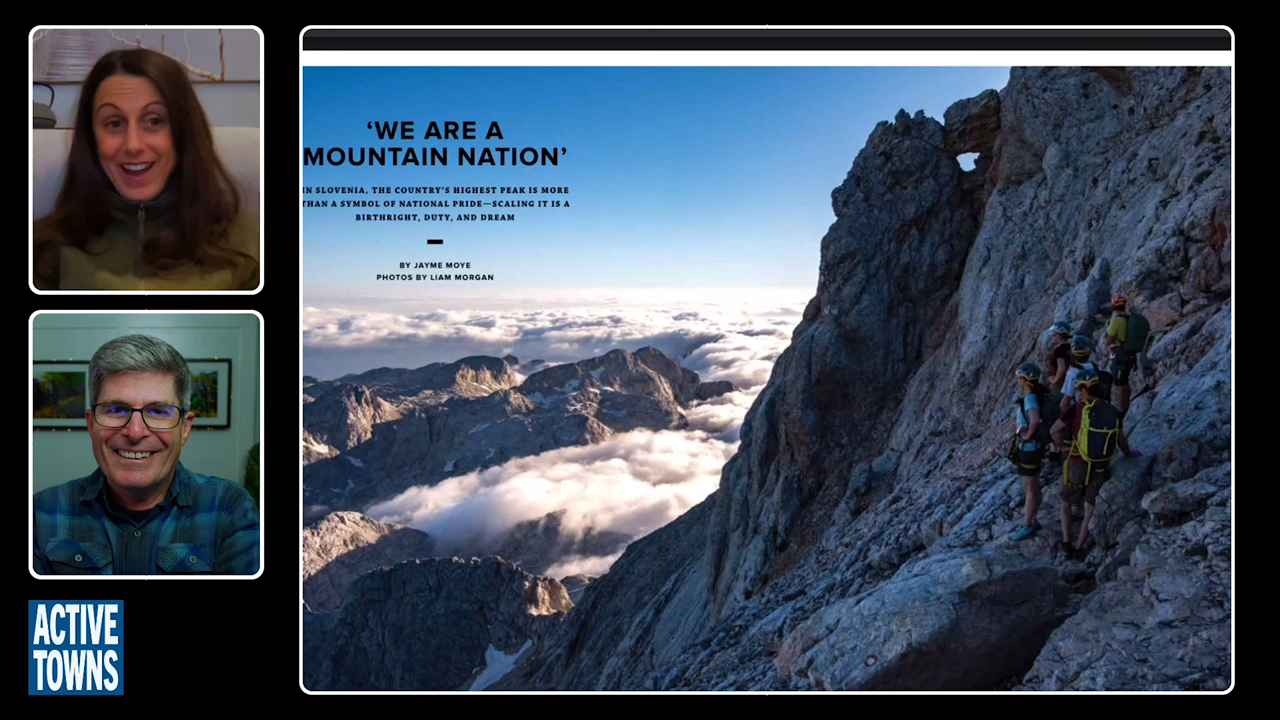 ‘WE ARE A
MOUNTAIN NATION’
IN SLOVENIA, THE COUNTRY’S HIGHEST PEAK IS MORE
THAN A SYMBOL OF NATIONAL PRIDE—SCALING IT IS A
BIRTHRIGHT, DUTY, AND DREAM
BY JAYME MOYE
PHOTOS BY LIAM MORGAN
ACTIVE
TOWNS